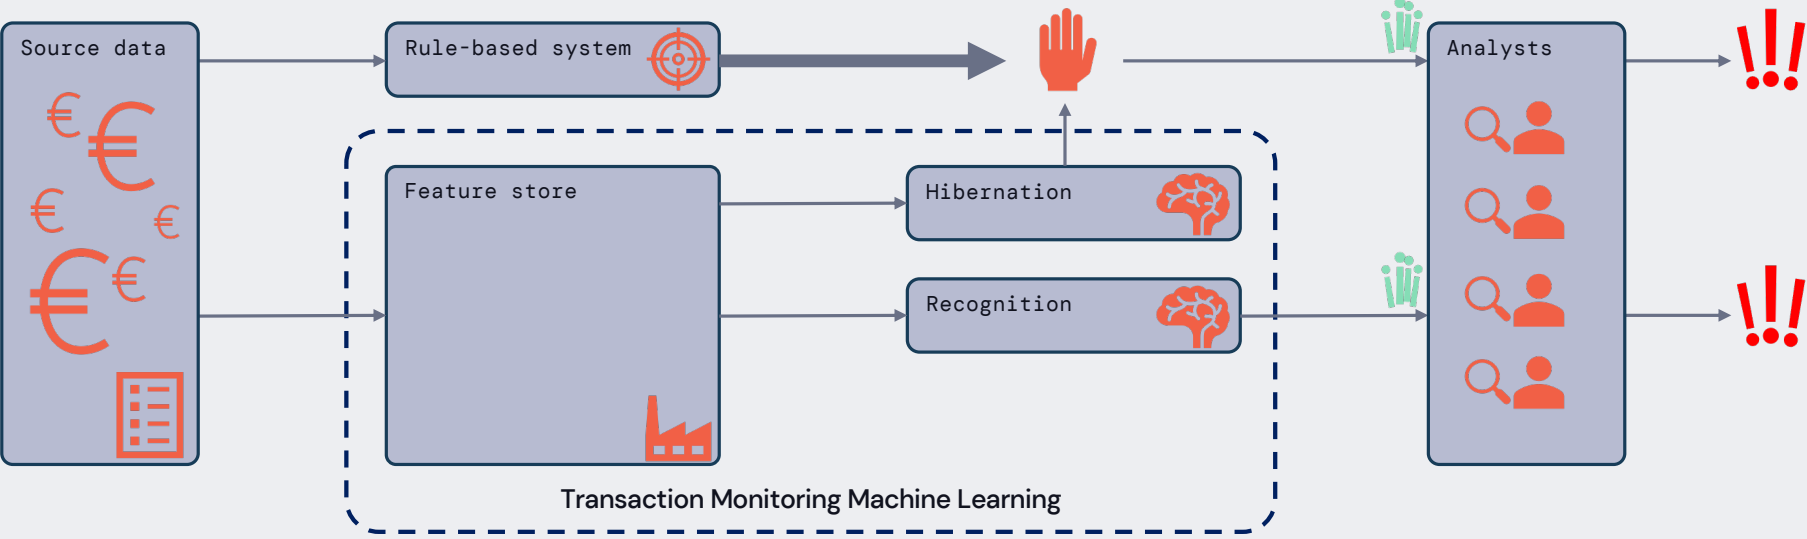 Source data
Rule-based system
Analysts
Feature store
Hibernation
Recognition
Transaction Monitoring Machine Learning